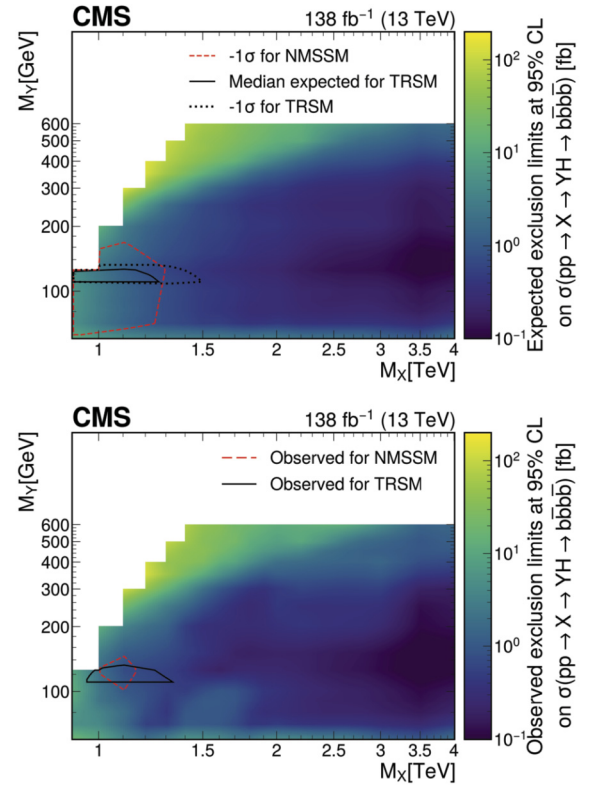 CMS 138 fb⁻¹ (13 TeV)
-1σ for NMSSM
Median expected for TRSM
-1σ for TRSM
M_Y[GeV]
600
500
400
300
200
100
1 1.5 2 2.5 3 3.5 4
M_X[TeV]
10²
10¹
10⁰
10⁻¹
Expected exclusion limits at 95% CL
on σ(pp → X → YH → bb̅bb̅) [fb]
CMS 138 fb⁻¹ (13 TeV)
Observed for NMSSM
Observed for TRSM
M_Y[GeV]
600
500
400
300
200
100
1 1.5 2 2.5 3 3.5 4
M_X[TeV]
10²
10¹
10⁰
10⁻¹
Observed exclusion limits at 95% CL
on σ(pp → X → YH → bb̅bb̅) [fb]